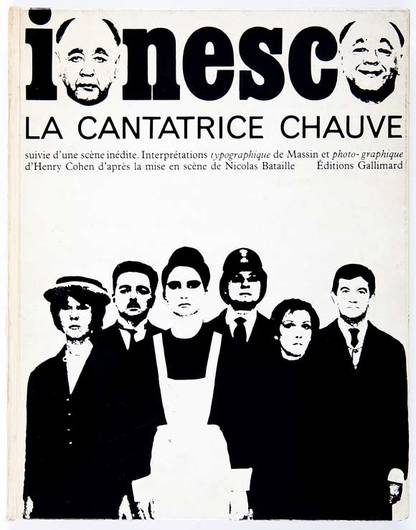 ionesco
LA CANTATRICE CHAUVE
suivie d'une scène inédite. Interprétations typographique de Massin et photo-graphique
d'Henry Cohen d'après la mise en scène de Nicolas Bataille Éditions Gallimard